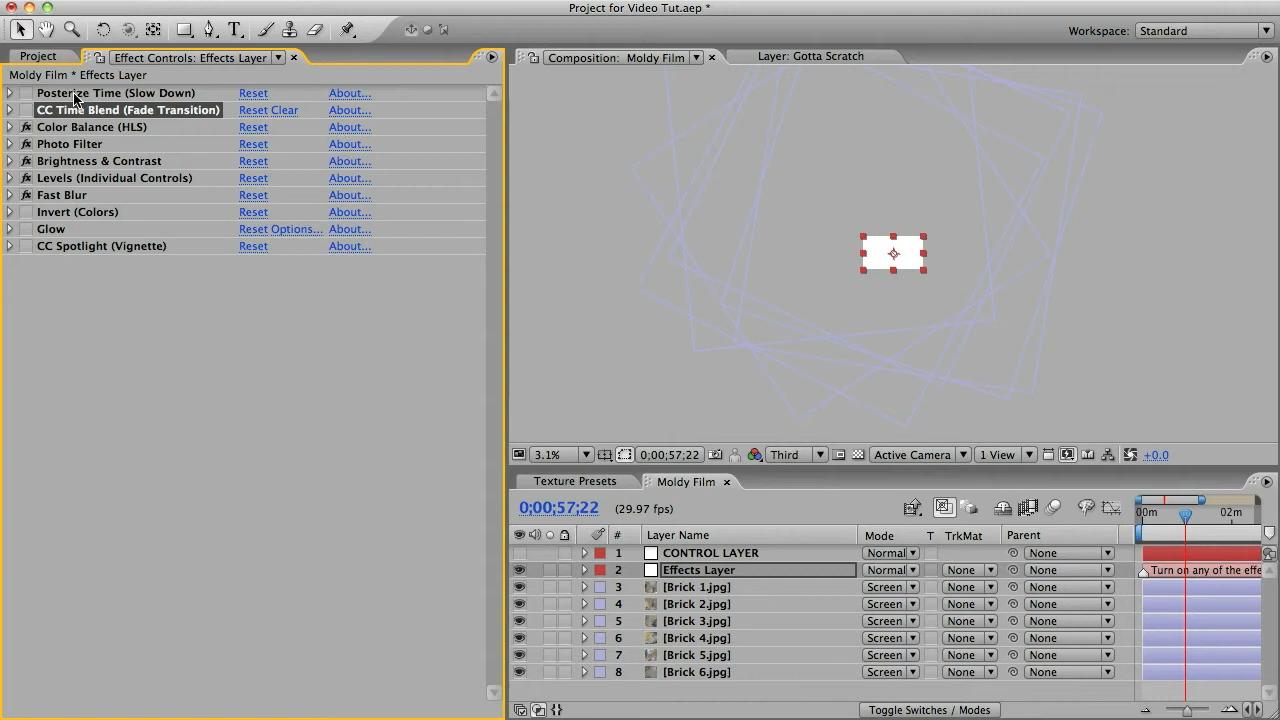 Project for Video Tut.aep *
Workspace: Standard
Project Effect Controls: Effects Layer
Composition: Moldy Film Layer: Gotta Scratch
Moldy Film * Effects Layer
Posterize Time (Slow Down) Reset About...
CC Time Blend (Fade Transition) Reset Clear About...
fx Color Balance (HLS) Reset About...
fx Photo Filter Reset About...
fx Brightness & Contrast Reset About...
fx Levels (Individual Controls) Reset About...
fx Fast Blur Reset About...
Invert (Colors) Reset About...
Glow Reset Options... About...
CC Spotlight (Vignette) Reset About...
3.1% 0;00;57;22 Third Active Camera 1 View +0.0
Texture Presets Moldy Film
0;00;57;22 (29.97 fps) :00m 02m
# Layer Name Mode T TrkMat Parent
1 CONTROL LAYER Normal None
2 Effects Layer Normal None None Turn on any of the effe
3 [Brick 1.jpg] Screen None None
4 [Brick 2.jpg] Screen None None
5 [Brick 3.jpg] Screen None None
6 [Brick 4.jpg] Screen None None
7 [Brick 5.jpg] Screen None None
8 [Brick 6.jpg] Screen None None
Toggle Switches / Modes